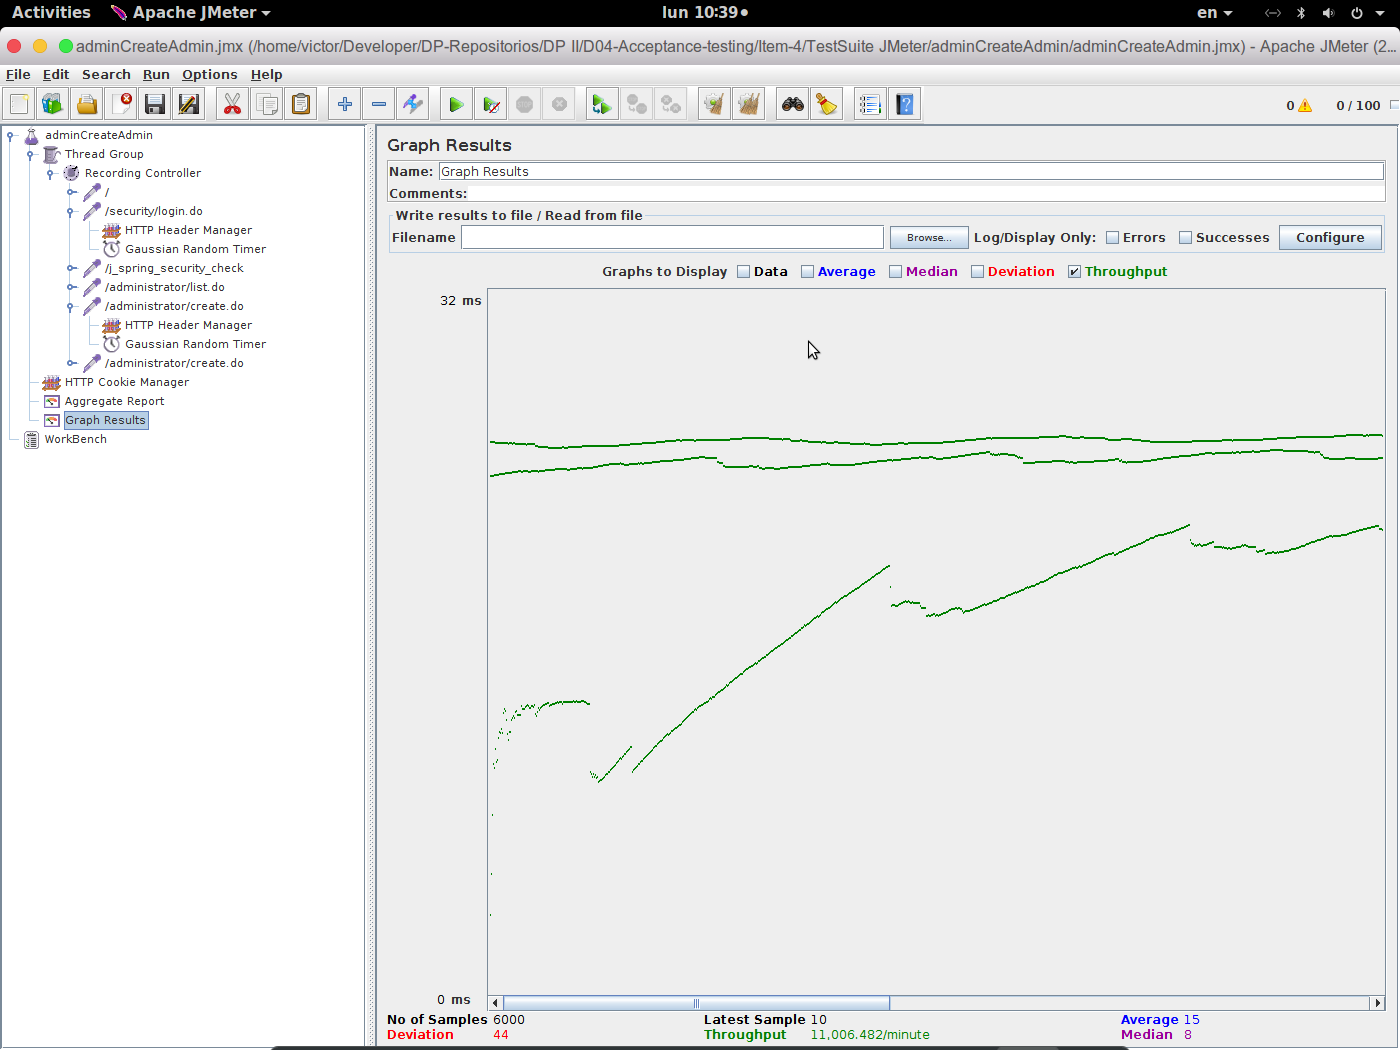 Activities Apache JMeter lun 10:39 en
adminCreateAdmin.jmx (/home/victor/Developer/DP-Repositorios/DP II/D04-Acceptance-testing/Item-4/TestSuite JMeter/adminCreateAdmin/adminCreateAdmin.jmx) - Apache JMeter (2...
File Edit Search Run Options Help
0 0 / 100
adminCreateAdmin
Thread Group
Recording Controller
/
/security/login.do
HTTP Header Manager
Gaussian Random Timer
/j_spring_security_check
/administrator/list.do
/administrator/create.do
HTTP Header Manager
Gaussian Random Timer
/administrator/create.do
HTTP Cookie Manager
Aggregate Report
Graph Results
WorkBench
Graph Results
Name: Graph Results
Comments:
Write results to file / Read from file
Filename Browse... Log/Display Only: Errors Successes Configure
Graphs to Display Data Average Median Deviation Throughput
32 ms
0 ms
No of Samples 6000 Latest Sample 10 Average 15
Deviation 44 Throughput 11,006.482/minute Median 8